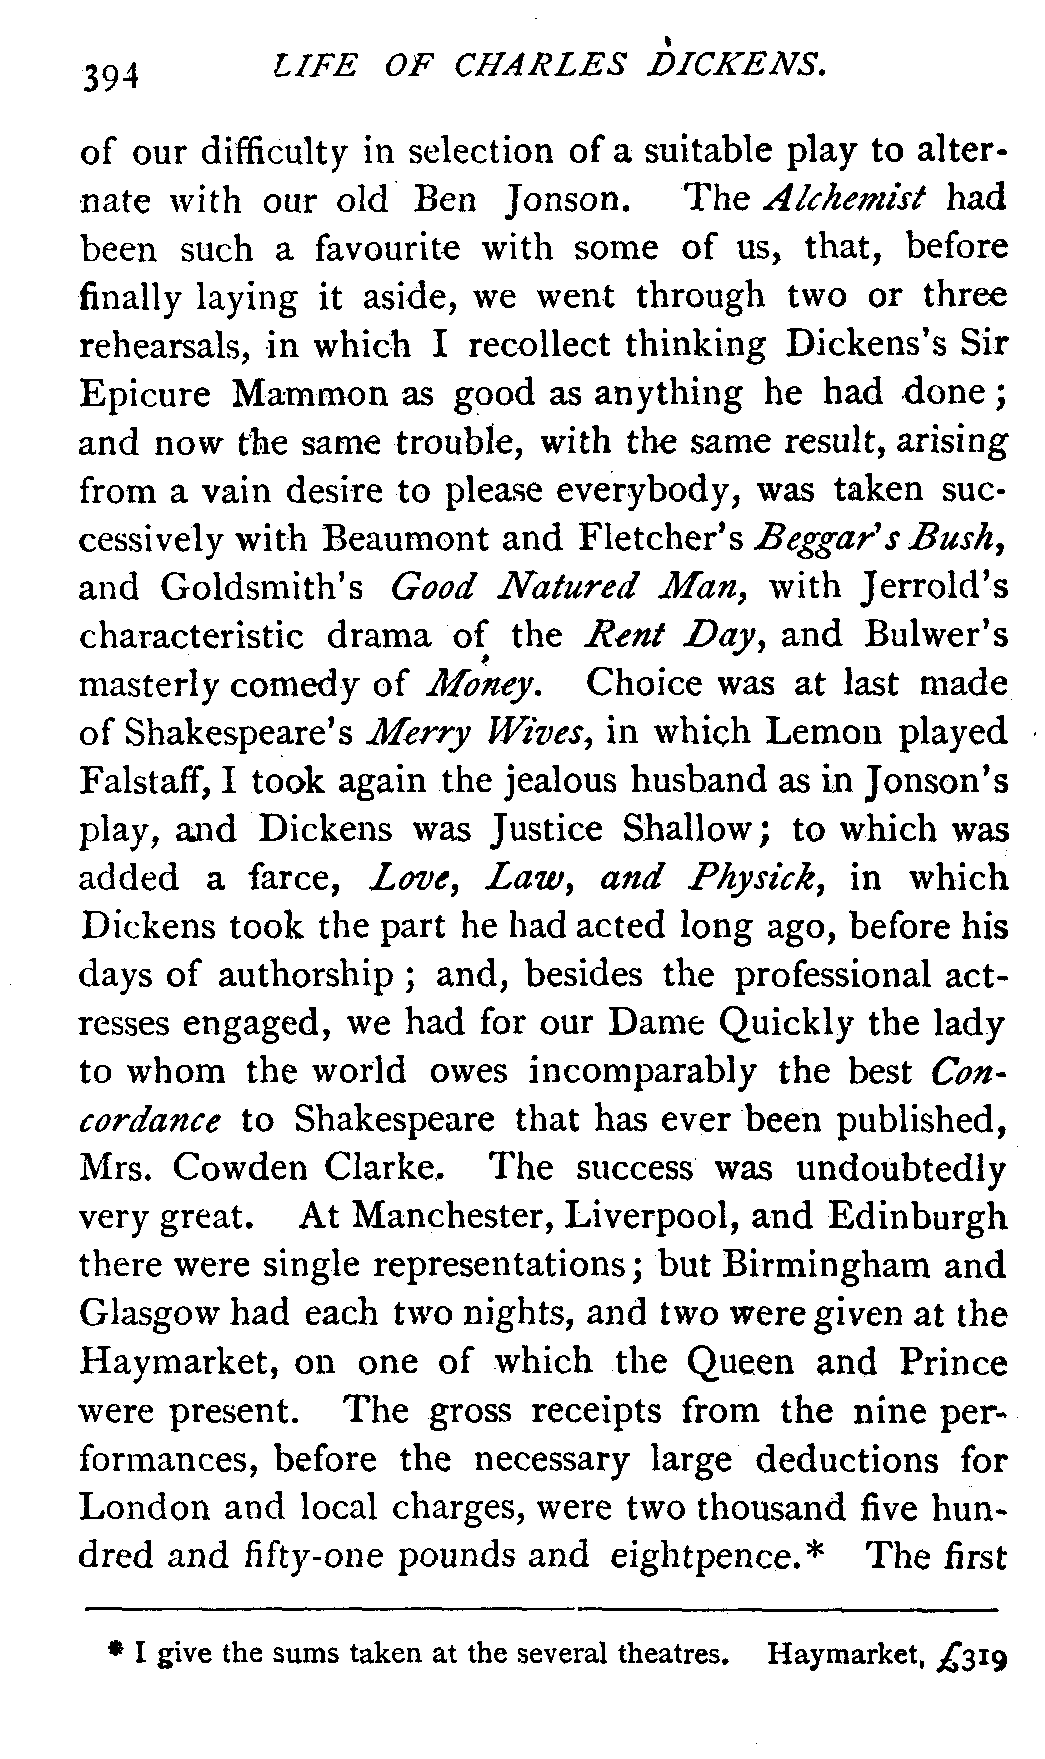 394 LIFE OF CHARLES DICKENS.
of our difficulty in selection of a suitable play to alter-
nate with our old Ben Jonson. The Alchemist had
been such a favourite with some of us, that, before
finally laying it aside, we went through two or three
rehearsals, in which I recollect thinking Dickens's Sir
Epicure Mammon as good as anything he had done ;
and now the same trouble, with the same result, arising
from a vain desire to please everybody, was taken suc-
cessively with Beaumont and Fletcher's Beggar's Bush,
and Goldsmith's Good Natured Man, with Jerrold's
characteristic drama of the Rent Day, and Bulwer's
masterly comedy of Money. Choice was at last made
of Shakespeare's Merry Wives, in which Lemon played
Falstaff, I took again the jealous husband as in Jonson's
play, and Dickens was Justice Shallow; to which was
added a farce, Love, Law, and Physick, in which
Dickens took the part he had acted long ago, before his
days of authorship ; and, besides the professional act-
resses engaged, we had for our Dame Quickly the lady
to whom the world owes incomparably the best Con-
cordance to Shakespeare that has ever been published,
Mrs. Cowden Clarke. The success was undoubtedly
very great. At Manchester, Liverpool, and Edinburgh
there were single representations; but Birmingham and
Glasgow had each two nights, and two were given at the
Haymarket, on one of which the Queen and Prince
were present. The gross receipts from the nine per-
formances, before the necessary large deductions for
London and local charges, were two thousand five hun-
dred and fifty-one pounds and eightpence.* The first
* I give the sums taken at the several theatres. Haymarket, £319